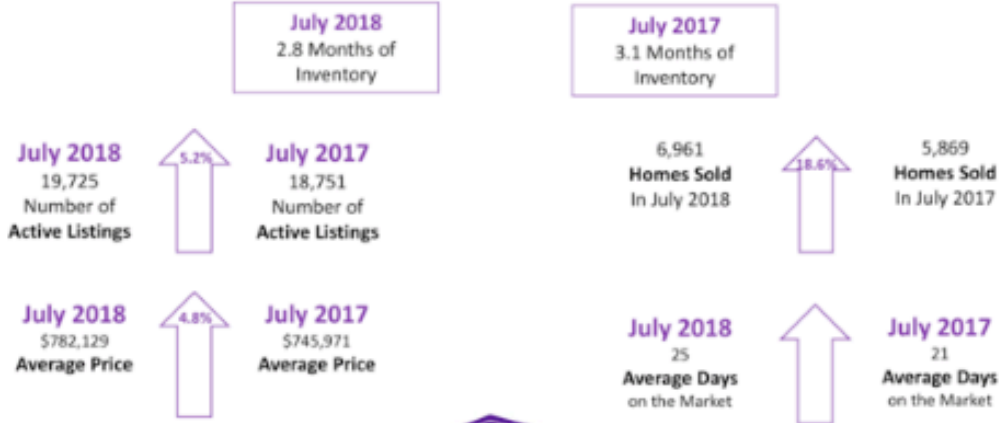 July 2018
2.8 Months of
Inventory
July 2017
3.1 Months of
Inventory
July 2018
19,725
Number of
Active Listings
5.2%
July 2017
18,751
Number of
Active Listings
6,961
Homes Sold
In July 2018
18.6%
5,869
Homes Sold
In July 2017
July 2018
$782,129
Average Price
4.8%
July 2017
$745,971
Average Price
July 2018
25
Average Days
on the Market
July 2017
21
Average Days
on the Market